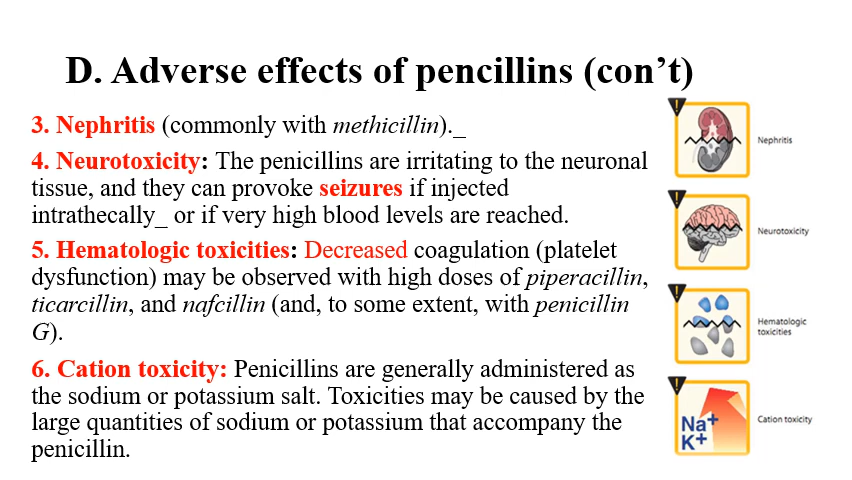 D. Adverse effects of pencillins (con’t)
3. Nephritis (commonly with methicillin)._
4. Neurotoxicity: The penicillins are irritating to the neuronal
tissue, and they can provoke seizures if injected
intrathecally_ or if very high blood levels are reached.
5. Hematologic toxicities: Decreased coagulation (platelet
dysfunction) may be observed with high doses of piperacillin,
ticarcillin, and nafcillin (and, to some extent, with penicillin
G).
6. Cation toxicity: Penicillins are generally administered as
the sodium or potassium salt. Toxicities may be caused by the
large quantities of sodium or potassium that accompany the
penicillin.
!
Nephritis
!
Neurotoxicity
!
Hematologic
toxicities
!
Na+
K+
Cation toxicity